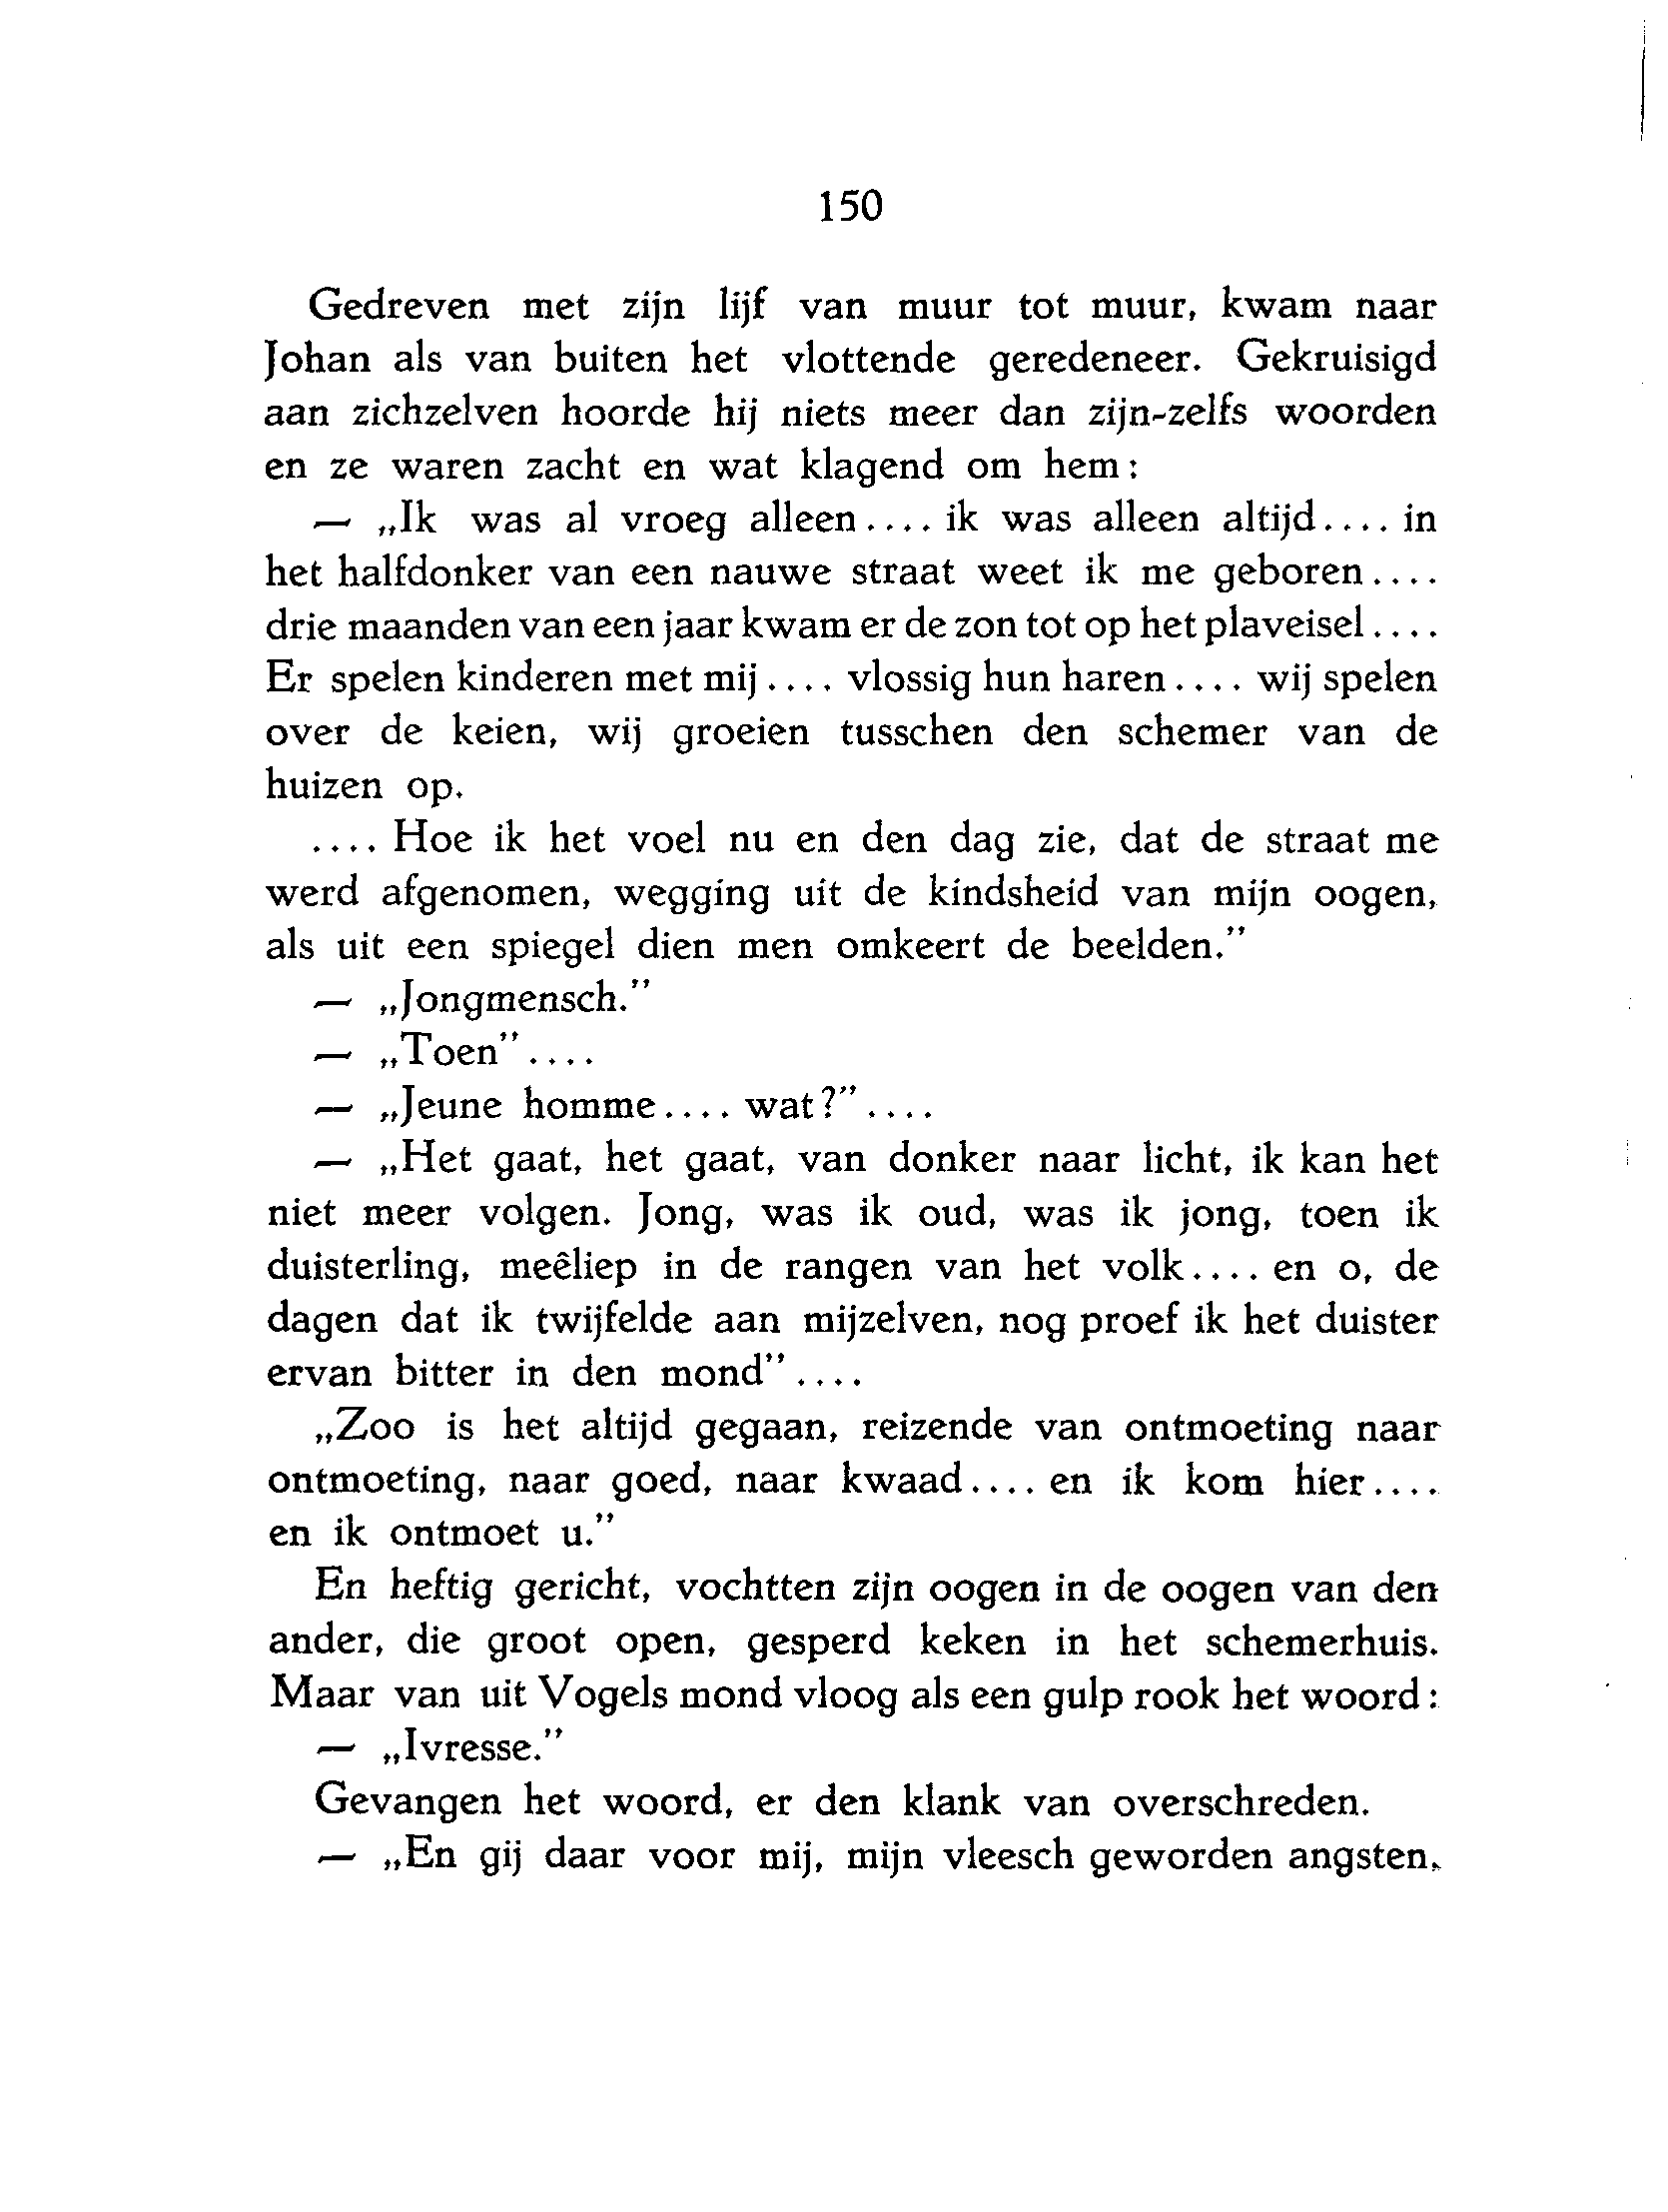 150
Gedreven met zijn lijf van muur tot muur, kwam naar
Johan als van buiten het vlottende geredeneer. Gekruisigd
aan zichzelven hoorde hij niets meer dan zijn-zelfs woorden
en ze waren zacht en wat klagend om hem:
— „Ik was al vroeg alleen.... ik was alleen altijd.... in
het halfdonker van een nauwe straat weet ik me geboren....
drie maanden van een jaar kwam er de zon tot op het plaveisel....
Er spelen kinderen met mij.... vlossig hun haren.... wij spelen
over de keien, wij groeien tusschen den schemer van de
huizen op.
.... Hoe ik het voel nu en den dag zie, dat de straat me
werd afgenomen, wegging uit de kindsheid van mijn oogen,
als uit een spiegel dien men omkeert de beelden.”
— „Jongmensch.”
— „Toen”....
— „Jeune homme.... wat?”....
— „Het gaat, het gaat, van donker naar licht, ik kan het
niet meer volgen. Jong, was ik oud, was ik jong, toen ik
duisterling, meêliep in de rangen van het volk.... en o, de
dagen dat ik twijfelde aan mijzelven, nog proef ik het duister
ervan bitter in den mond”....
„Zoo is het altijd gegaan, reizende van ontmoeting naar
ontmoeting, naar goed, naar kwaad.... en ik kom hier....
en ik ontmoet u.”
En heftig gericht, vochtten zijn oogen in de oogen van den
ander, die groot open, gesperd keken in het schemerhuis.
Maar van uit Vogels mond vloog als een gulp rook het woord:
— „Ivresse.”
Gevangen het woord, er den klank van overschreden.
— „En gij daar voor mij, mijn vleesch geworden angsten,